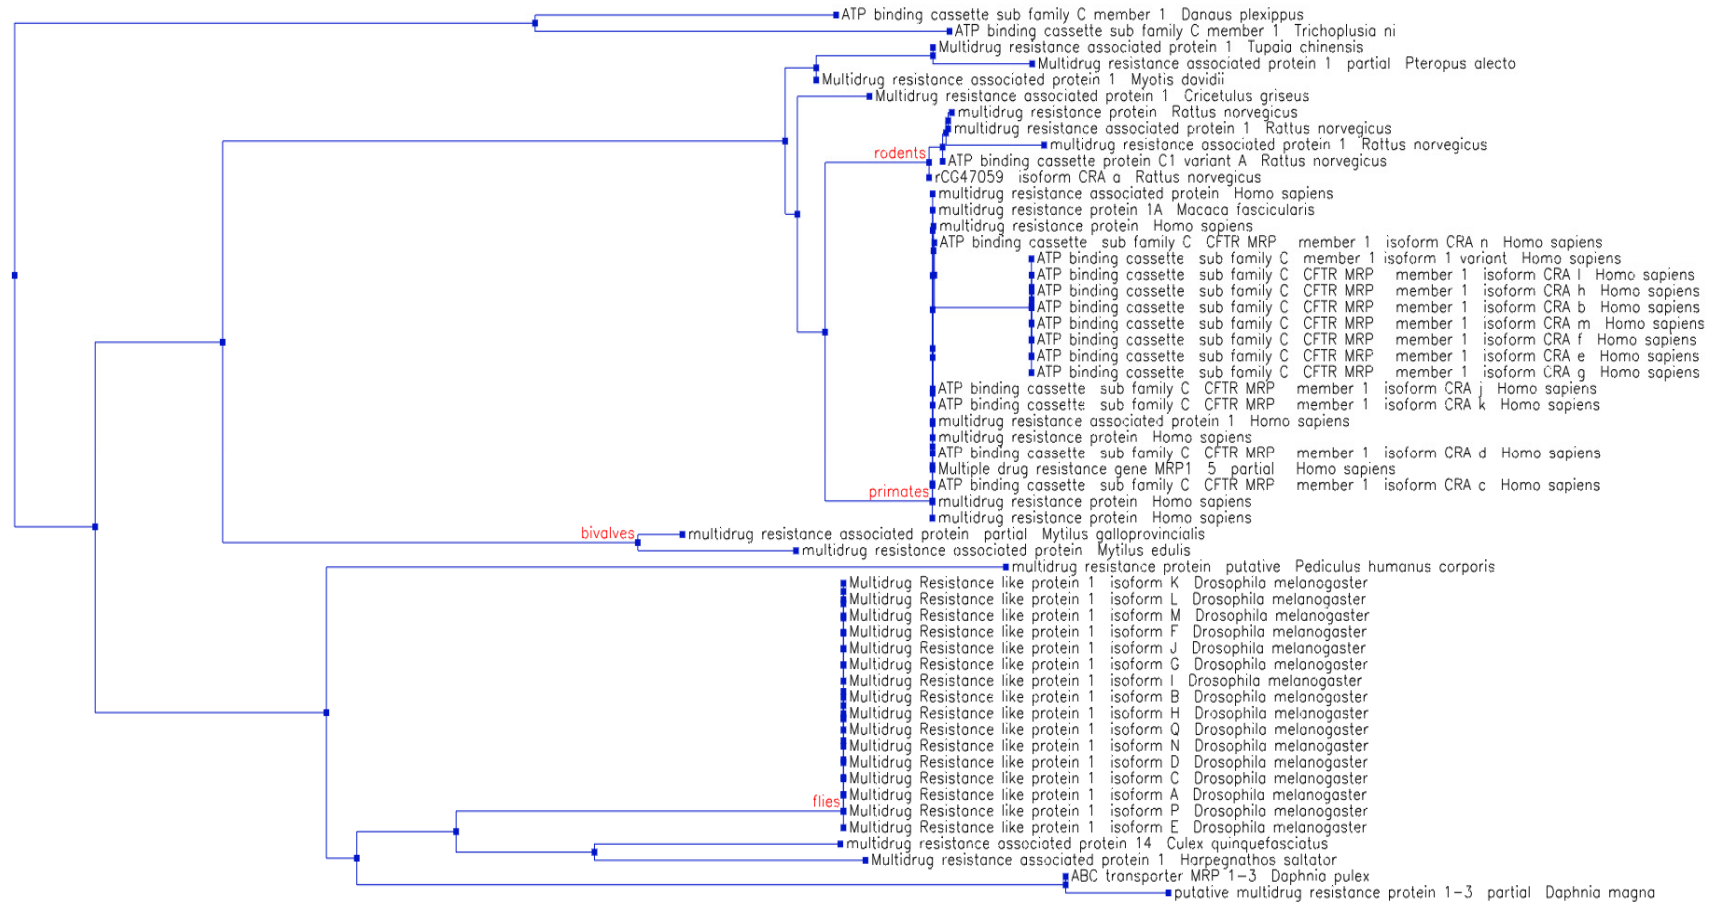 ATP binding cassette sub family C member 1 Danaus plexippus
ATP binding cassette sub family C member 1 Trichoplusia ni
Multidrug resistance associated protein 1 Tupaia chinensis
Multidrug resistance associated protein 1 partial Pteropus alecto
Multidrug resistance associated protein 1 Myotis davidii
Multidrug resistance associated protein 1 Cricetulus griseus
multidrug resistance protein Rattus norvegicus
multidrug resistance associated protein 1 Rattus norvegicus
multidrug resistance associated protein 1 Rattus norvegicus
rodents
ATP binding cassette protein C1 variant A Rattus norvegicus
rCG47059 isoform CRA a Rattus norvegicus
multidrug resistance associated protein Homo sapiens
multidrug resistance protein 1A Macaca fascicularis
multidrug resistance protein Homo sapiens
ATP binding cassette sub family C CFTR MRP member 1 isoform CRA n Homo sapiens
ATP binding cassette sub family C member 1 isoform 1 variant Homo sapiens
ATP binding cassette sub family C CFTR MRP member 1 isoform CRA l Homo sapiens
ATP binding cassette sub family C CFTR MRP member 1 isoform CRA h Homo sapiens
ATP binding cassette sub family C CFTR MRP member 1 isoform CRA b Homo sapiens
ATP binding cassette sub family C CFTR MRP member 1 isoform CRA m Homo sapiens
ATP binding cassette sub family C CFTR MRP member 1 isoform CRA f Homo sapiens
ATP binding cassette sub family C CFTR MRP member 1 isoform CRA e Homo sapiens
ATP binding cassette sub family C CFTR MRP member 1 isoform CRA g Homo sapiens
ATP binding cassette sub family C CFTR MRP member 1 isoform CRA j Homo sapiens
ATP binding cassette sub family C CFTR MRP member 1 isoform CRA k Homo sapiens
multidrug resistance associated protein 1 Homo sapiens
multidrug resistance protein Homo sapiens
ATP binding cassette sub family C CFTR MRP member 1 isoform CRA d Homo sapiens
Multiple drug resistance gene MRP1 5 partial Homo sapiens
ATP binding cassette sub family C CFTR MRP member 1 isoform CRA c Homo sapiens
primates
multidrug resistance protein Homo sapiens
multidrug resistance protein Homo sapiens
bivalves
multidrug resistance associated protein partial Mytilus galloprovincialis
multidrug resistance associated protein Mytilus edulis
multidrug resistance protein putative Pediculus humanus corporis
Multidrug Resistance like protein 1 isoform K Drosophila melanogaster
Multidrug Resistance like protein 1 isoform L Drosophila melanogaster
Multidrug Resistance like protein 1 isoform M Drosophila melanogaster
Multidrug Resistance like protein 1 isoform F Drosophila melanogaster
Multidrug Resistance like protein 1 isoform J Drosophila melanogaster
Multidrug Resistance like protein 1 isoform G Drosophila melanogaster
Multidrug Resistance like protein 1 isoform I Drosophila melanogaster
Multidrug Resistance like protein 1 isoform B Drosophila melanogaster
Multidrug Resistance like protein 1 isoform H Drosophila melanogaster
Multidrug Resistance like protein 1 isoform Q Drosophila melanogaster
Multidrug Resistance like protein 1 isoform N Drosophila melanogaster
Multidrug Resistance like protein 1 isoform D Drosophila melanogaster
Multidrug Resistance like protein 1 isoform C Drosophila melanogaster
Multidrug Resistance like protein 1 isoform A Drosophila melanogaster
flies
Multidrug Resistance like protein 1 isoform P Drosophila melanogaster
Multidrug Resistance like protein 1 isoform E Drosophila melanogaster
multidrug resistance associated protein 14 Culex quinquefasciatus
Multidrug resistance associated protein 1 Harpegnathos saltator
ABC transporter MRP 1-3 Daphnia pulex
putative multidrug resistance protein 1-3 partial Daphnia magna